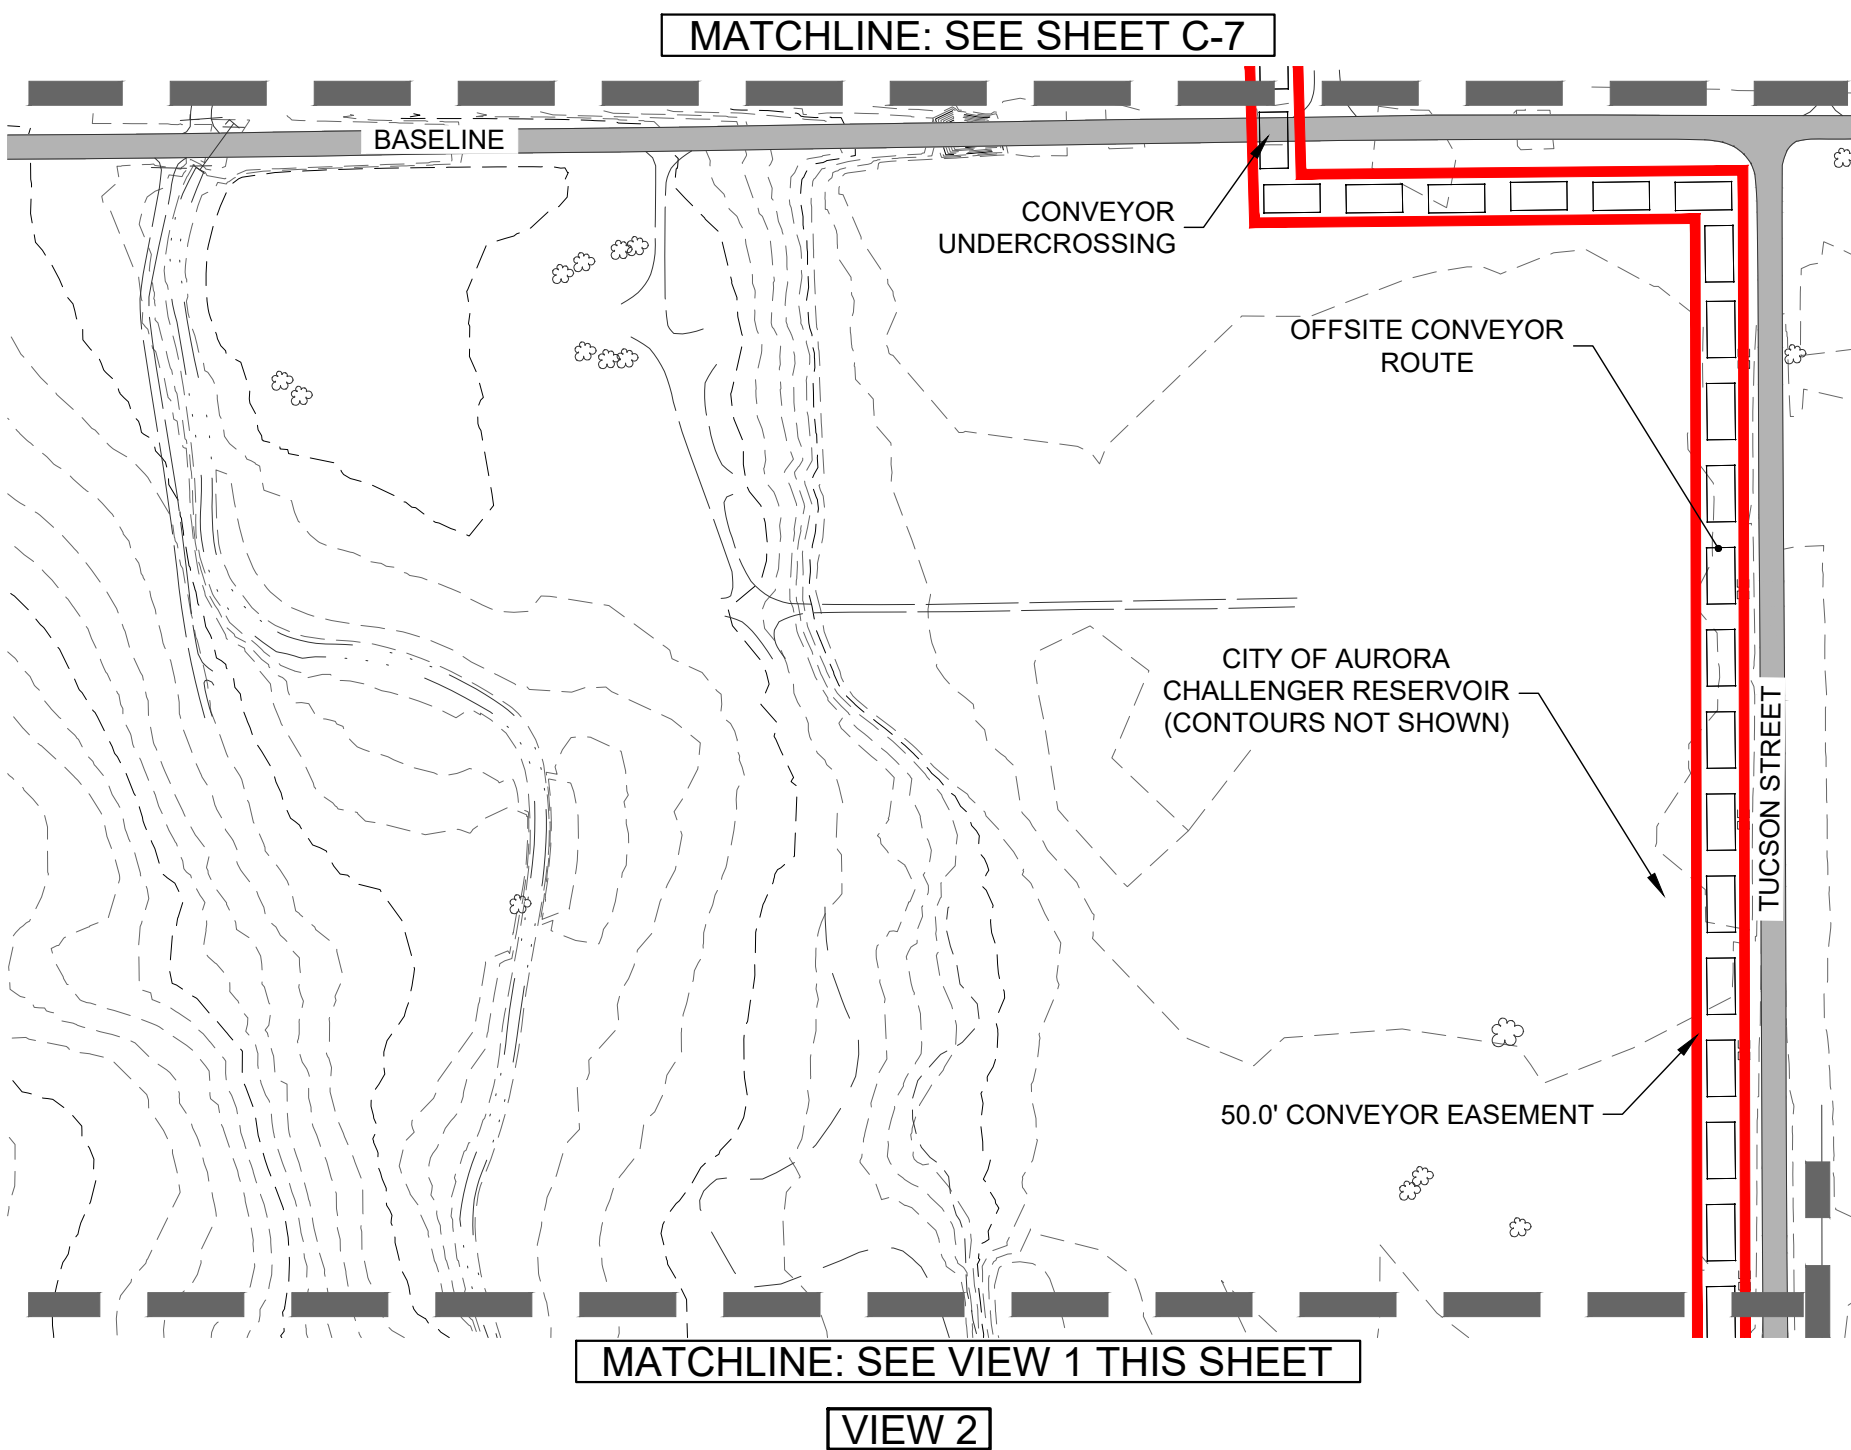 MATCHLINE: SEE SHEET C-7
BASELINE
CONVEYOR
UNDERCROSSING
OFFSITE CONVEYOR
ROUTE
CITY OF AURORA
CHALLENGER RESERVOIR
(CONTOURS NOT SHOWN)
TUCSON STREET
50.0' CONVEYOR EASEMENT
MATCHLINE: SEE VIEW 1 THIS SHEET
VIEW 2